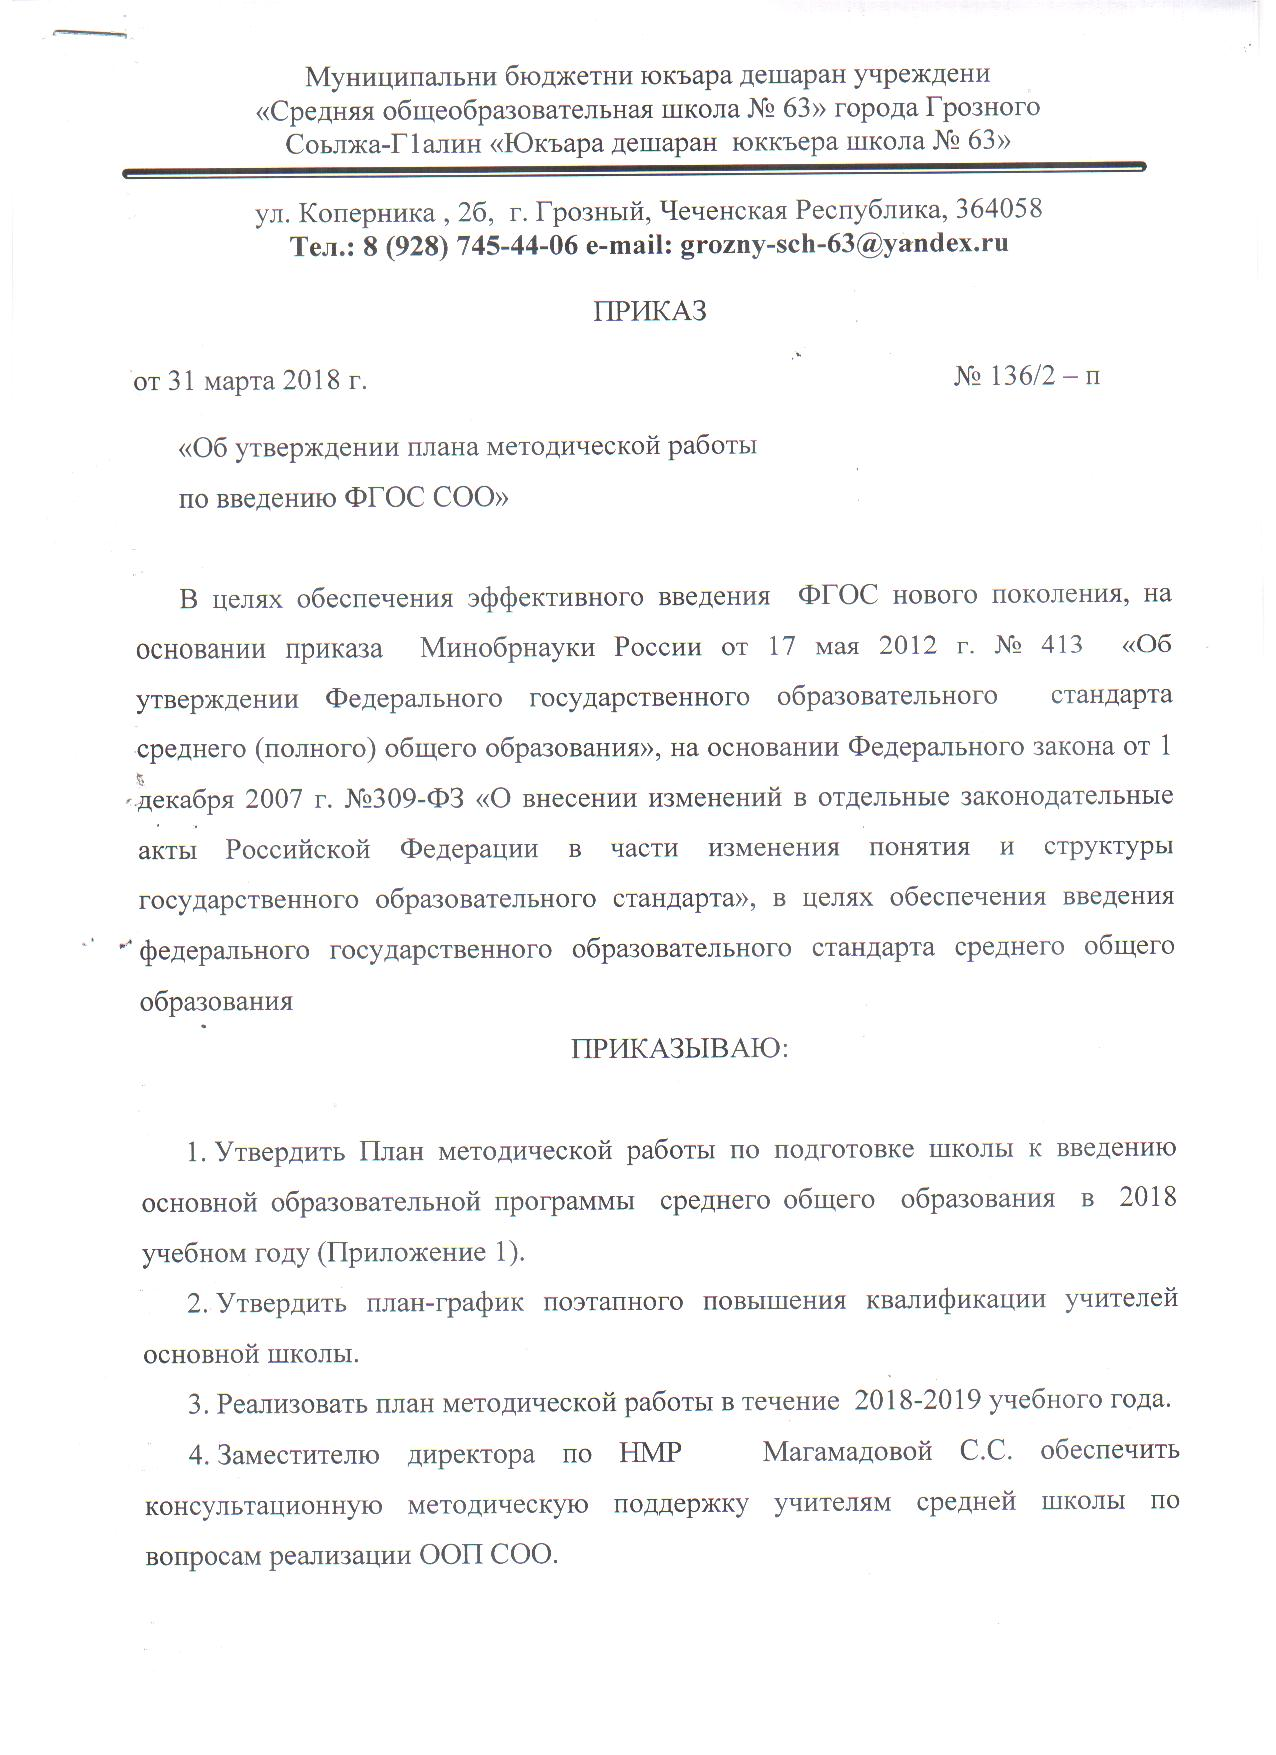 Муниципальни бюджетни юкъара дешаран учреждени
«Средняя общеобразовательная школа № 63» города Грозного
Соьлжа-Г1алин «Юкъара дешаран юккъера школа № 63»
ул. Коперника , 2б, г. Грозный, Чеченская Республика, 364058
Тел.: 8 (928) 745-44-06 e-mail: grozny-sch-63@yandex.ru
ПРИКАЗ
от 31 марта 2018 г. № 136/2 – п
«Об утверждении плана методической работы
по введению ФГОС СОО»
В целях обеспечения эффективного введения ФГОС нового поколения, на
основании приказа Минобрнауки России от 17 мая 2012 г. № 413 «Об
утверждении Федерального государственного образовательного стандарта
среднего (полного) общего образования», на основании Федерального закона от 1
декабря 2007 г. №309-ФЗ «О внесении изменений в отдельные законодательные
акты Российской Федерации в части изменения понятия и структуры
государственного образовательного стандарта», в целях обеспечения введения
федерального государственного образовательного стандарта среднего общего
образования
ПРИКАЗЫВАЮ:
1. Утвердить План методической работы по подготовке школы к введению
основной образовательной программы среднего общего образования в 2018
учебном году (Приложение 1).
2. Утвердить план-график поэтапного повышения квалификации учителей
основной школы.
3. Реализовать план методической работы в течение 2018-2019 учебного года.
4. Заместителю директора по НМР Магамадовой С.С. обеспечить
консультационную методическую поддержку учителям средней школы по
вопросам реализации ООП СОО.